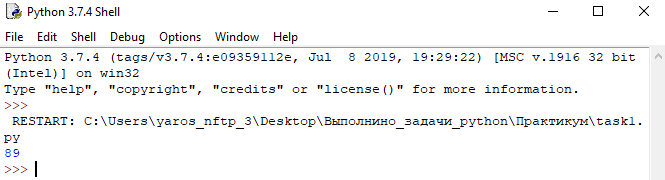 Python 3.7.4 Shell
File Edit Shell Debug Options Window Help
Python 3.7.4 (tags/v3.7.4:e09359112e, Jul  8 2019, 19:29:22) [MSC v.1916 32 bit
(Intel)] on win32
Type "help", "copyright", "credits" or "license()" for more information.
>>>
 RESTART: C:\Users\yaros_nftp_3\Desktop\Выполнино_задачи_python\Практикум\task1.
py
89
>>>